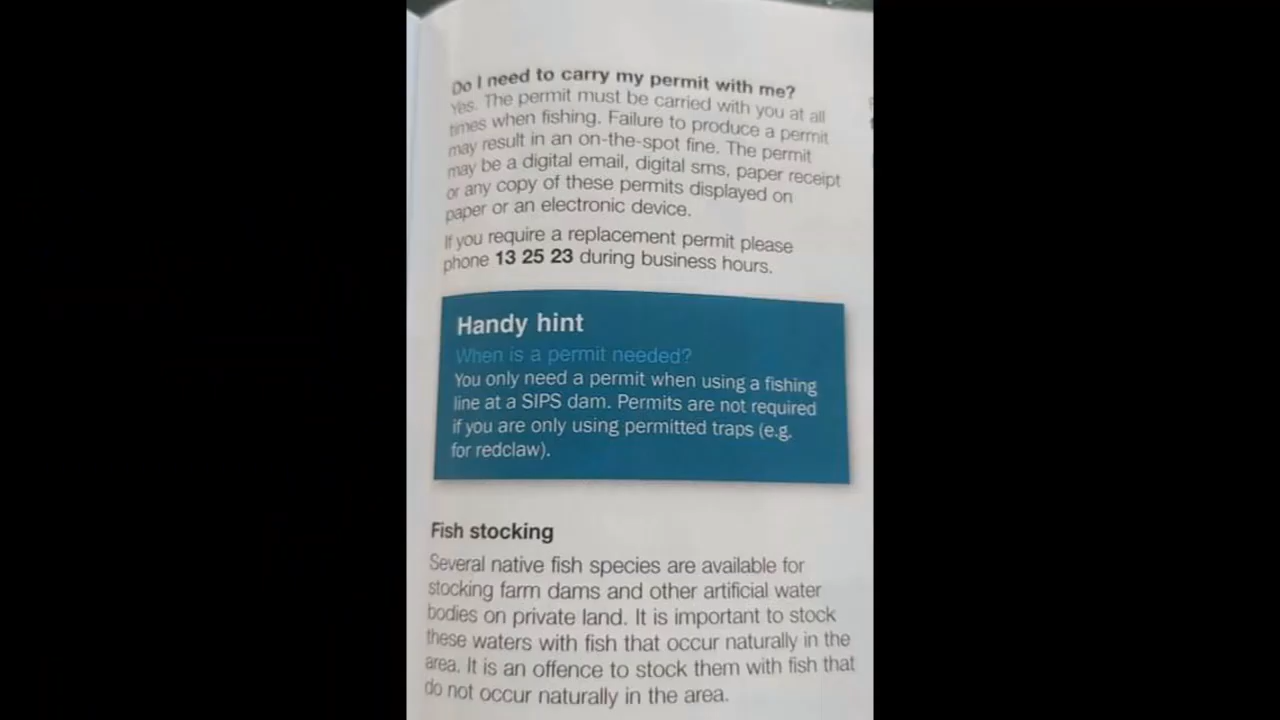 Do I need to carry my permit with me?
Yes. The permit must be carried with you at all
times when fishing. Failure to produce a permit
may result in an on-the-spot fine. The permit
may be a digital email, digital sms, paper receipt
or any copy of these permits displayed on
paper or an electronic device.
If you require a replacement permit please
phone 13 25 23 during business hours.
Handy hint
When is a permit needed?
You only need a permit when using a fishing
line at a SIPS dam. Permits are not required
if you are only using permitted traps (e.g.
for redclaw).
Fish stocking
Several native fish species are available for
stocking farm dams and other artificial water
bodies on private land. It is important to stock
these waters with fish that occur naturally in the
area. It is an offence to stock them with fish that
do not occur naturally in the area.